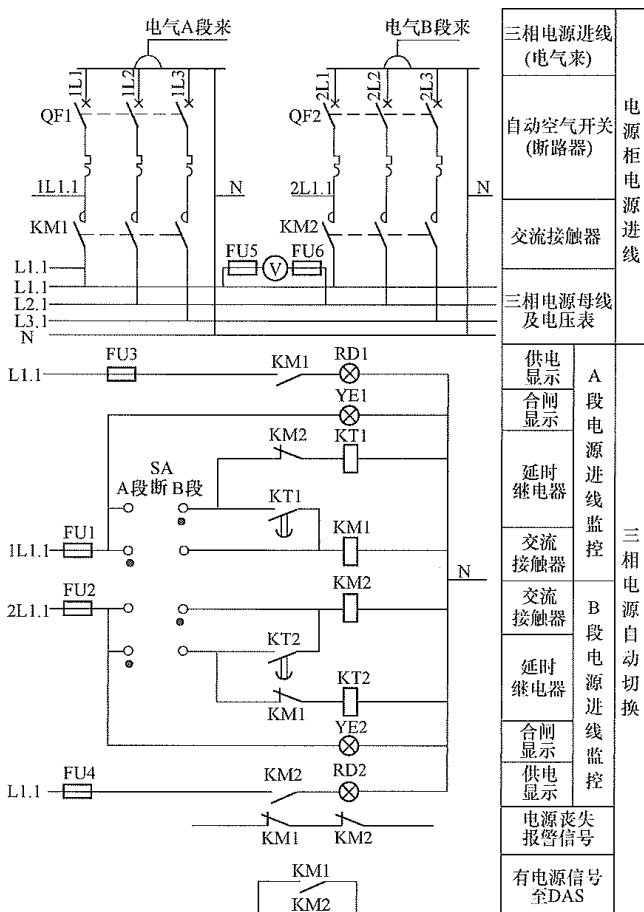 电气A段来
电气B段来
三相电源进线
(电气来)
1L1
1L2
1L3
2L1
2L2
2L3
QF1
QF2
自动空气开关
(断路器)
电源柜电源进线
1L1.1
N
2L1.1
N
KM1
KM2
交流接触器
FU5
V
FU6
L1.1
L1.1
L2.1
L3.1
N
三相电源母线
及电压表
L1.1
FU3
KM1
RD1
供电
显示
A段电源进线监控
YE1
合闸
显示
KM2
KT1
延时
继电器
SA
A段断B段
KT1
1L1.1
FU1
KM1
交流
接触器
三相电源自动切换
N
2L1.1
FU2
KM2
交流
接触器
B段电源进线监控
KT2
延时
继电器
KM1
KT2
YE2
合闸
显示
L1.1
FU4
KM2
RD2
供电
显示
KM1
KM2
电源丧失
报警信号
KM1
KM2
有电源信号
至DAS